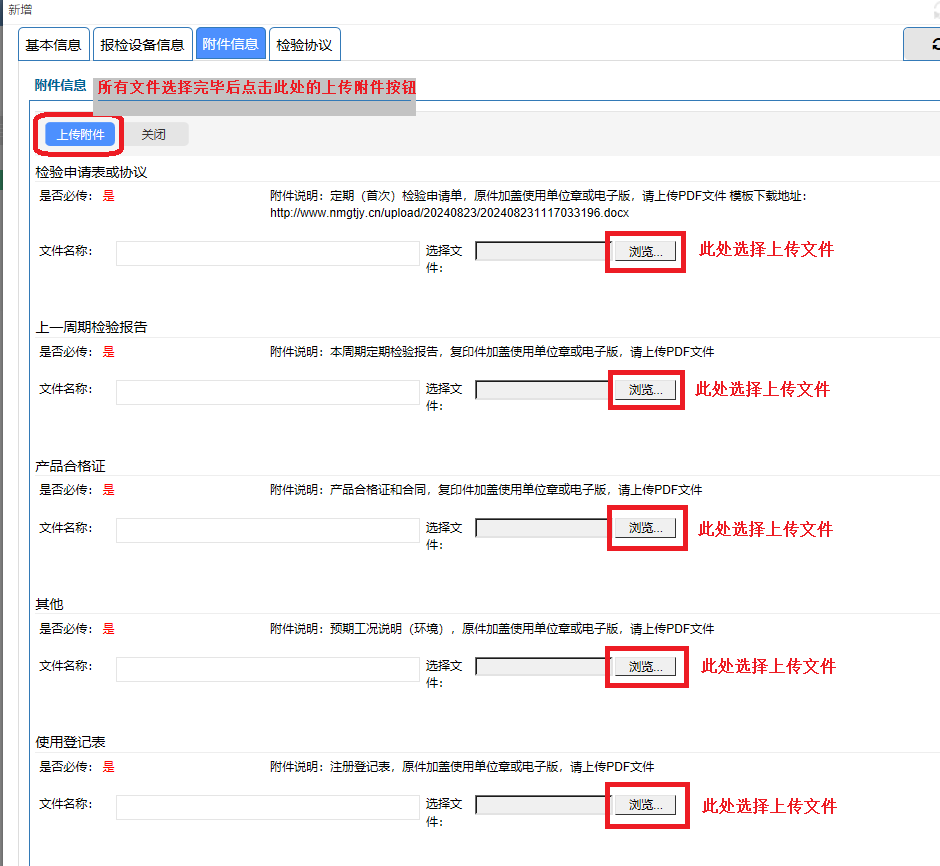 新增
基本信息 报检设备信息 附件信息 检验协议
附件信息 所有文件选择完毕后点击此处的上传附件按钮
上传附件 关闭
检验申请表或协议
是否必传： 是 附件说明：定期（首次）检验申请单，原件加盖使用单位章或电子版，请上传PDF文件 模板下载地址：
http://www.nmgtjy.cn/upload/20240823/202408231117033196.docx
文件名称： 选择文件： 浏览... 此处选择上传文件
上一周期检验报告
是否必传： 是 附件说明：本周期定期检验报告，复印件加盖使用单位章或电子版，请上传PDF文件
文件名称： 选择文件： 浏览... 此处选择上传文件
产品合格证
是否必传： 是 附件说明：产品合格证和合同，复印件加盖使用单位章或电子版，请上传PDF文件
文件名称： 选择文件： 浏览... 此处选择上传文件
其他
是否必传： 是 附件说明：预期工况说明（环境），原件加盖使用单位章或电子版，请上传PDF文件
文件名称： 选择文件： 浏览... 此处选择上传文件
使用登记表
是否必传： 是 附件说明：注册登记表，原件加盖使用单位章或电子版，请上传PDF文件
文件名称： 选择文件： 浏览... 此处选择上传文件